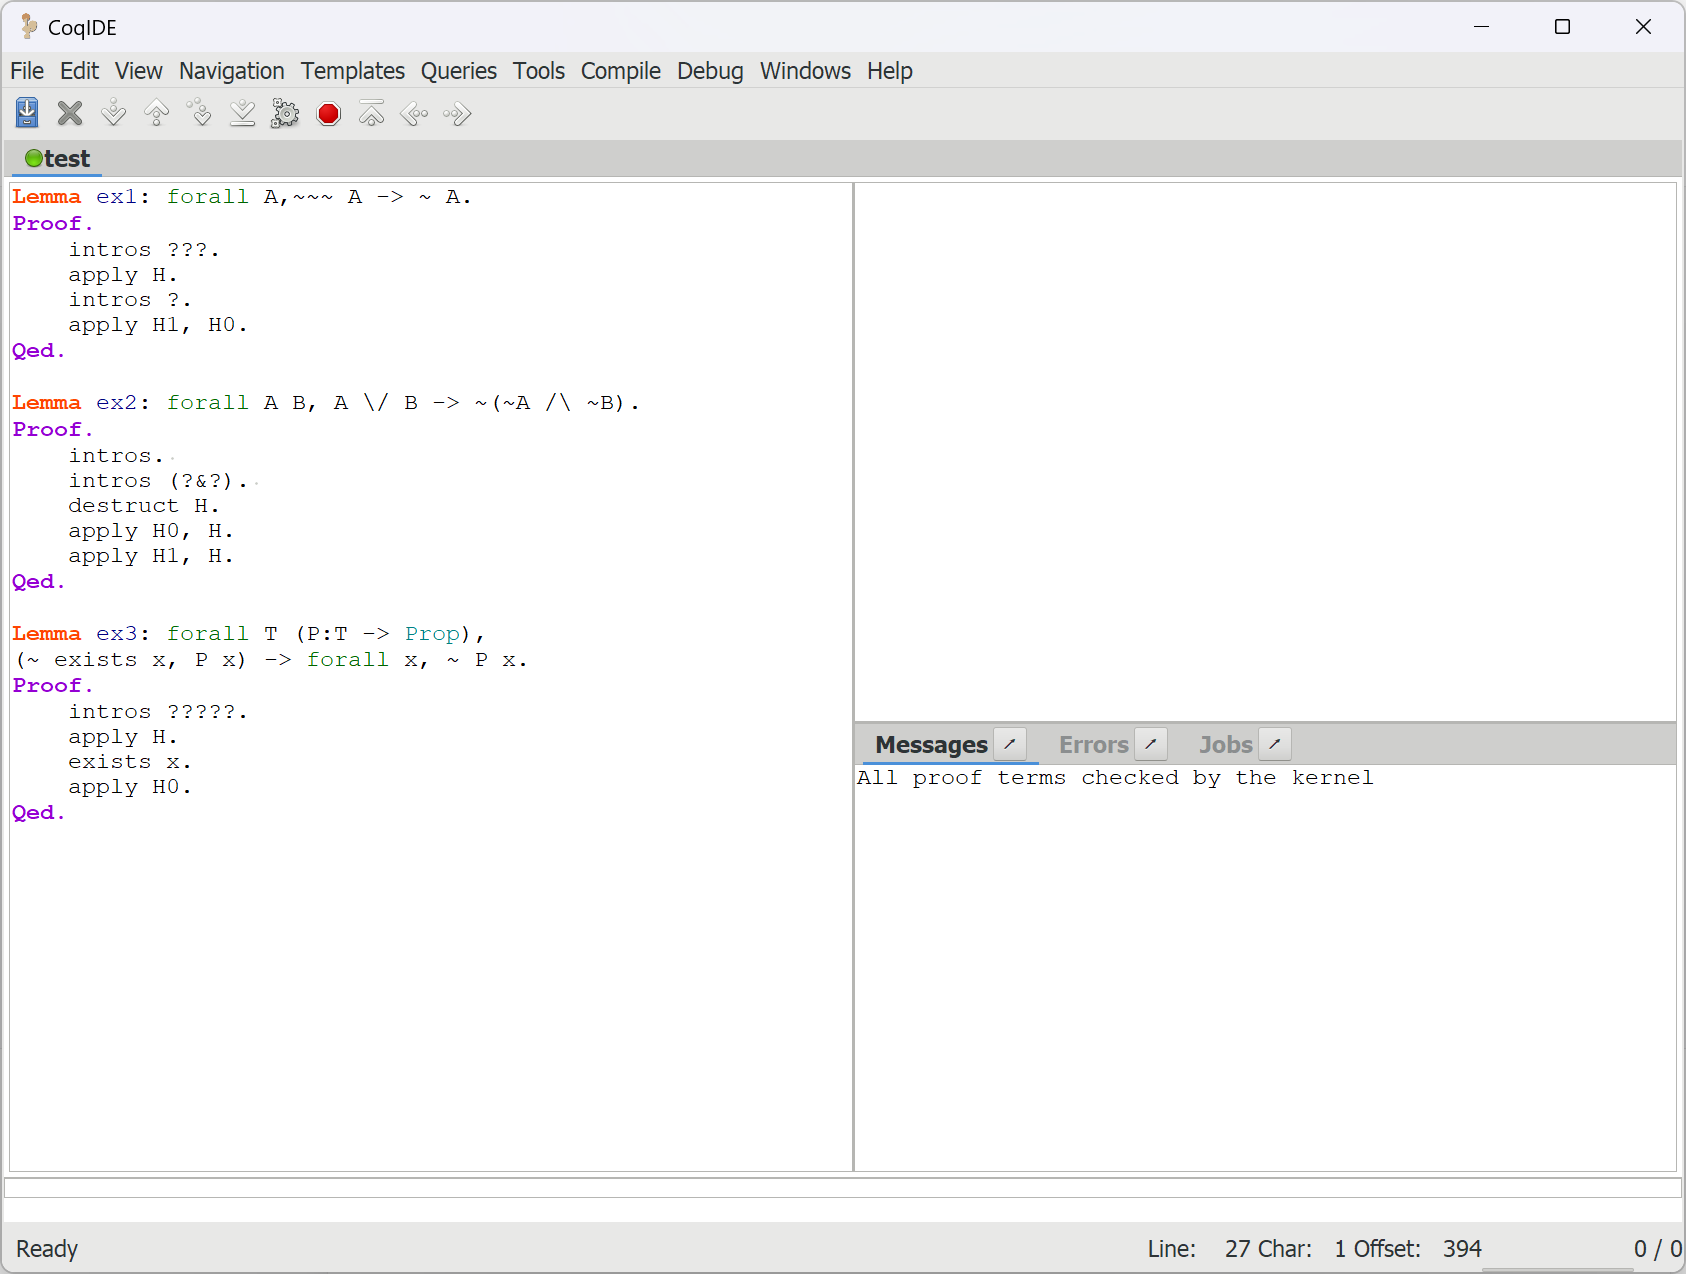 CoqIDE
File Edit View Navigation Templates Queries Tools Compile Debug Windows Help
test
Lemma ex1: forall A,~~~ A -> ~ A.
Proof.
    intros ???.
    apply H.
    intros ?.
    apply H1, H0.
Qed.

Lemma ex2: forall A B, A \/ B -> ~(~A /\ ~B).
Proof.
    intros.
    intros (?&?).
    destruct H.
    apply H0, H.
    apply H1, H.
Qed.

Lemma ex3: forall T (P:T -> Prop),
(~ exists x, P x) -> forall x, ~ P x.
Proof.
    intros ?????.
    apply H.
    exists x.
    apply H0.
Qed.
Messages Errors Jobs
All proof terms checked by the kernel
Ready Line: 27 Char: 1 Offset: 394 0 / 0